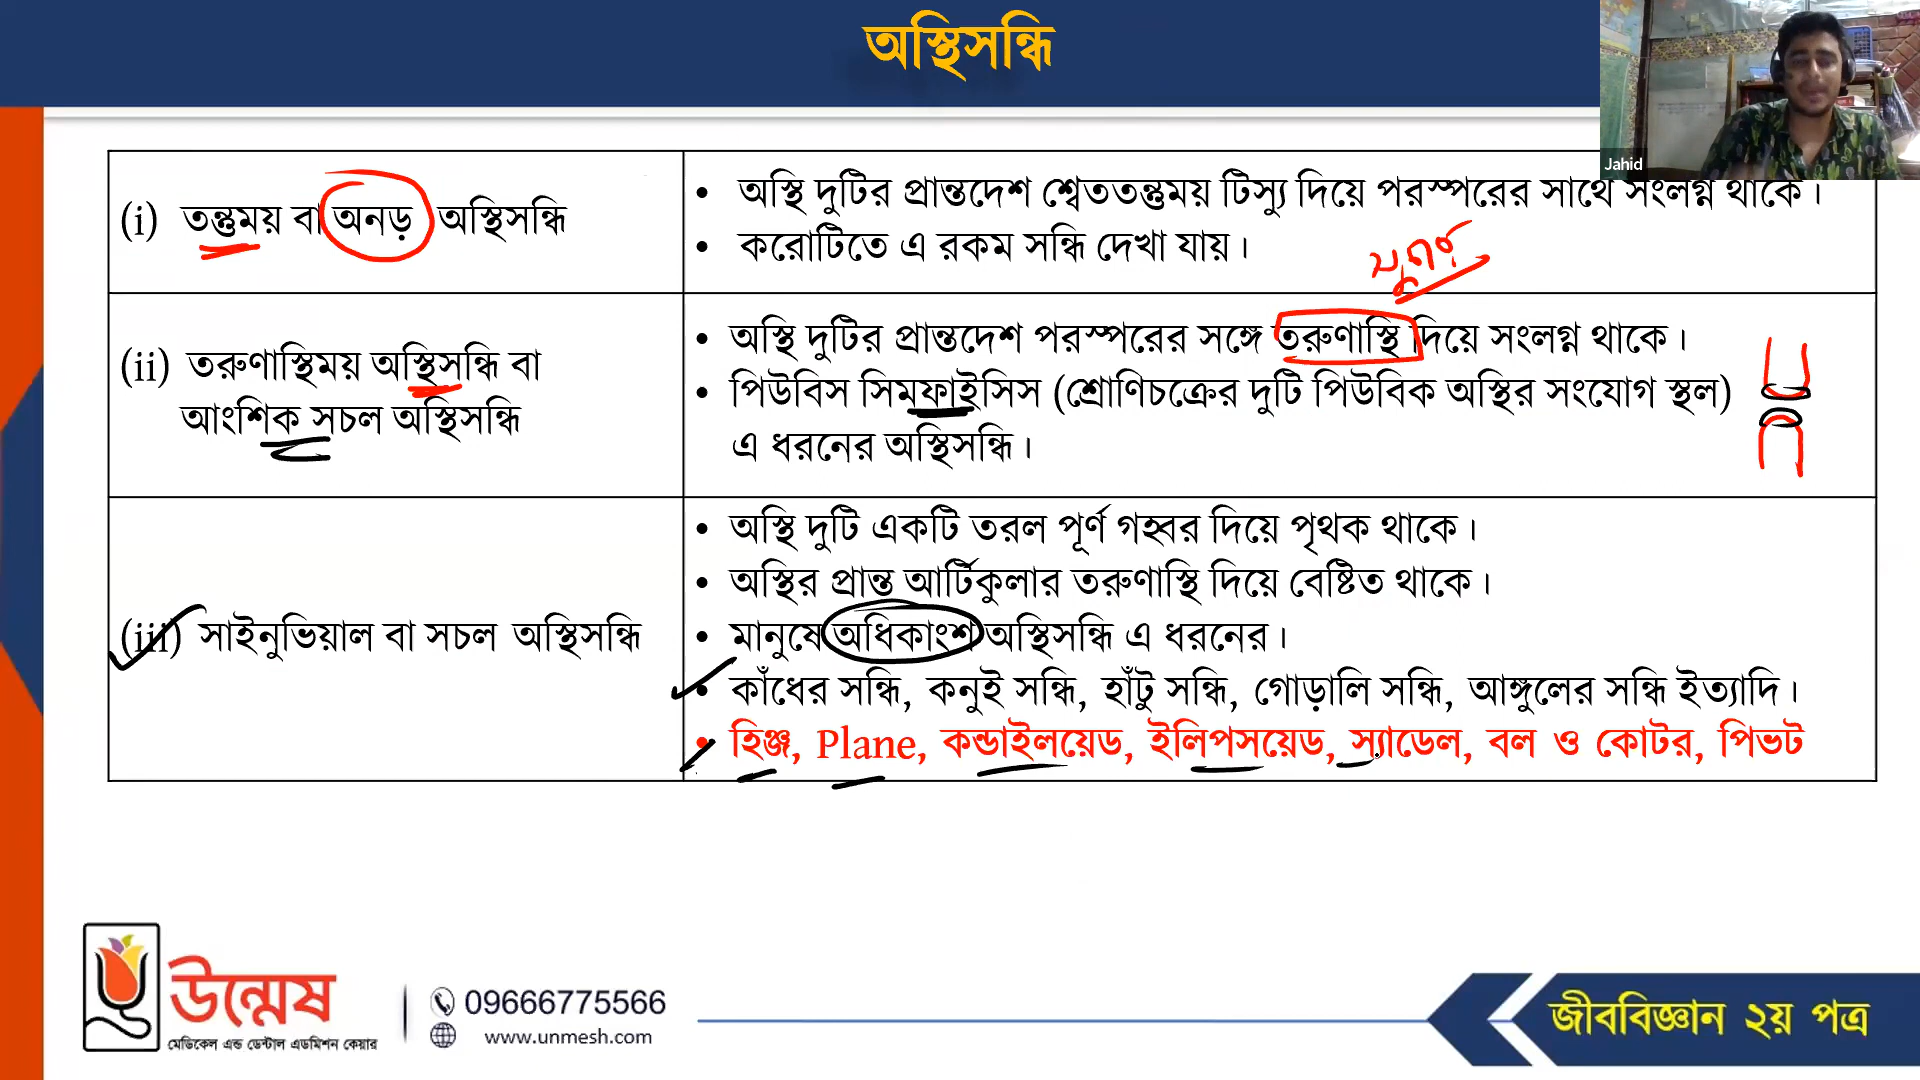 অস্থিসন্ধি
Jahid
(i) তন্তুময় বা অনড় অস্থিসন্ধি
• অস্থি দুটির প্রান্তদেশ শ্বেততন্তুময় টিস্যু দিয়ে পরস্পরের সাথে সংলগ্ন থাকে।
• করোটিতে এ রকম সন্ধি দেখা যায়।
(ii) তরুণাস্থিময় অস্থিসন্ধি বা
আংশিক সচল অস্থিসন্ধি
• অস্থি দুটির প্রান্তদেশ পরস্পরের সঙ্গে তরুণাস্থি দিয়ে সংলগ্ন থাকে।
• পিউবিস সিমফাইসিস (শ্রোণিচক্রের দুটি পিউবিক অস্থির সংযোগ স্থল)
এ ধরনের অস্থিসন্ধি।
(iii) সাইনুভিয়াল বা সচল অস্থিসন্ধি
• অস্থি দুটি একটি তরল পূর্ণ গহ্বর দিয়ে পৃথক থাকে।
• অস্থির প্রান্ত আর্টিকুলার তরুণাস্থি দিয়ে বেষ্টিত থাকে।
• মানুষে অধিকাংশ অস্থিসন্ধি এ ধরনের।
• কাঁধের সন্ধি, কনুই সন্ধি, হাঁটু সন্ধি, গোড়ালি সন্ধি, আঙ্গুলের সন্ধি ইত্যাদি।
• হিঞ্জ, Plane, কন্ডাইলয়েড, ইলিপসয়েড, স্যাডেল, বল ও কোটর, পিভট
উন্মেষ
মেডিকেল এন্ড ডেন্টাল এডমিশন কেয়ার
09666775566
www.unmesh.com
জীববিজ্ঞান ২য় পত্র